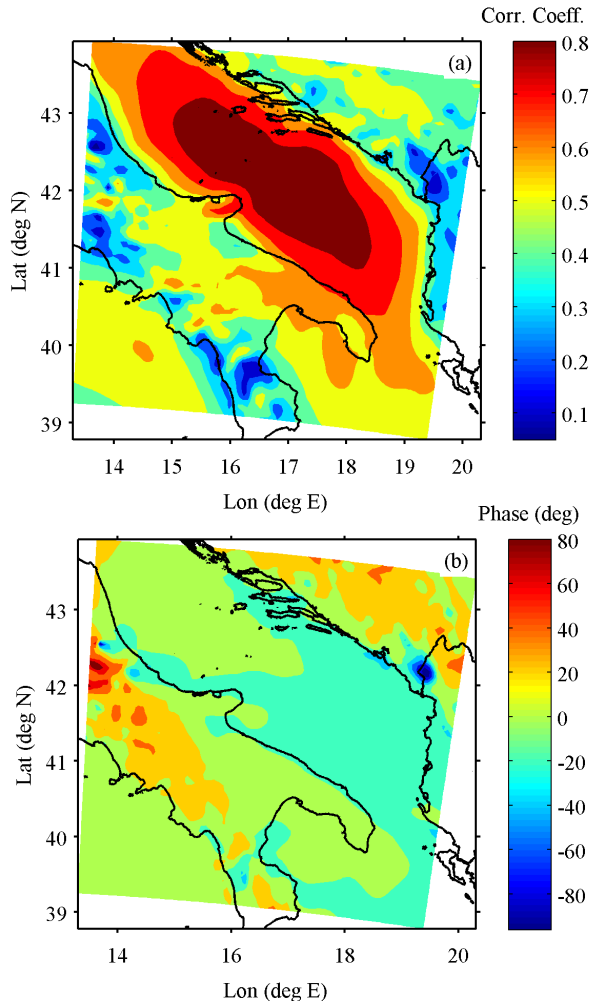 Corr. Coeff.
(a)
0.8
0.7
0.6
0.5
0.4
0.3
0.2
0.1
43
42
41
40
39
Lat (deg N)
14 15 16 17 18 19 20
Lon (deg E)
Phase (deg)
(b)
80
60
40
20
0
-20
-40
-60
-80
43
42
41
40
39
Lat (deg N)
14 16 18 20
Lon (deg E)